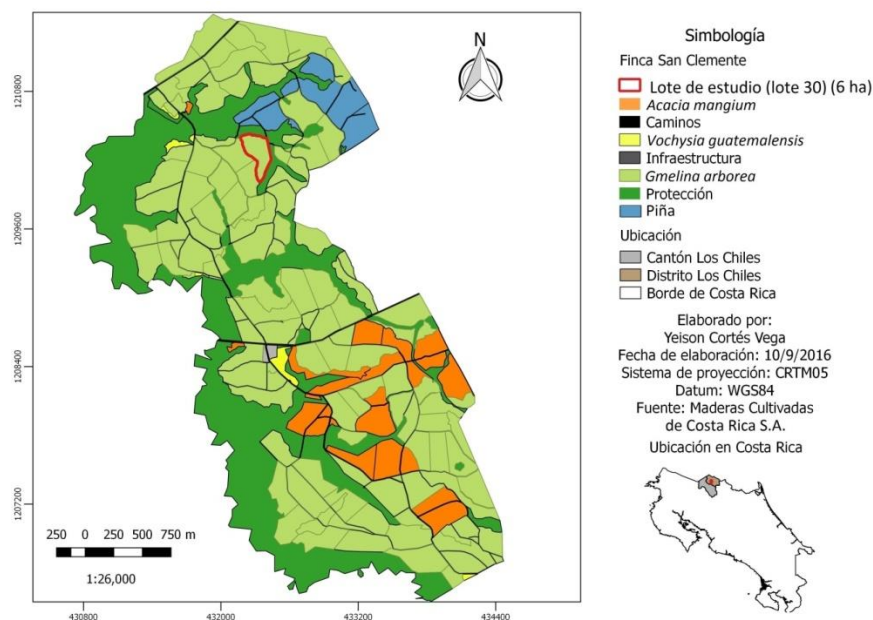 N
1210800
1209600
1208400
1207200
250 0 250 500 750 m
1:26,000
430800 432000 433200 434400
Simbología
Finca San Clemente
Lote de estudio (lote 30) (6 ha)
Acacia mangium
Caminos
Vochysia guatemalensis
Infraestructura
Gmelina arborea
Protección
Piña
Ubicación
Cantón Los Chiles
Distrito Los Chiles
Borde de Costa Rica
Elaborado por:
Yeison Cortés Vega
Fecha de elaboración: 10/9/2016
Sistema de proyección: CRTM05
Datum: WGS84
Fuente: Maderas Cultivadas
de Costa Rica S.A.
Ubicación en Costa Rica